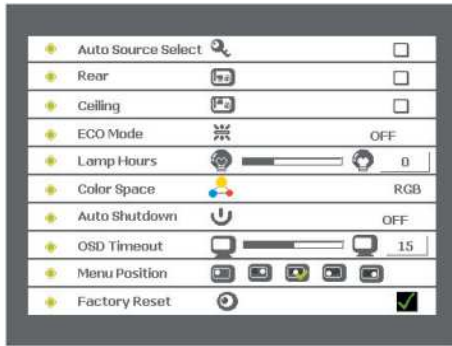 Auto Source Select
Rear
Ceiling
ECO Mode OFF
Lamp Hours 0
Color Space RGB
Auto Shutdown OFF
OSD Timeout 15
Menu Position
Factory Reset